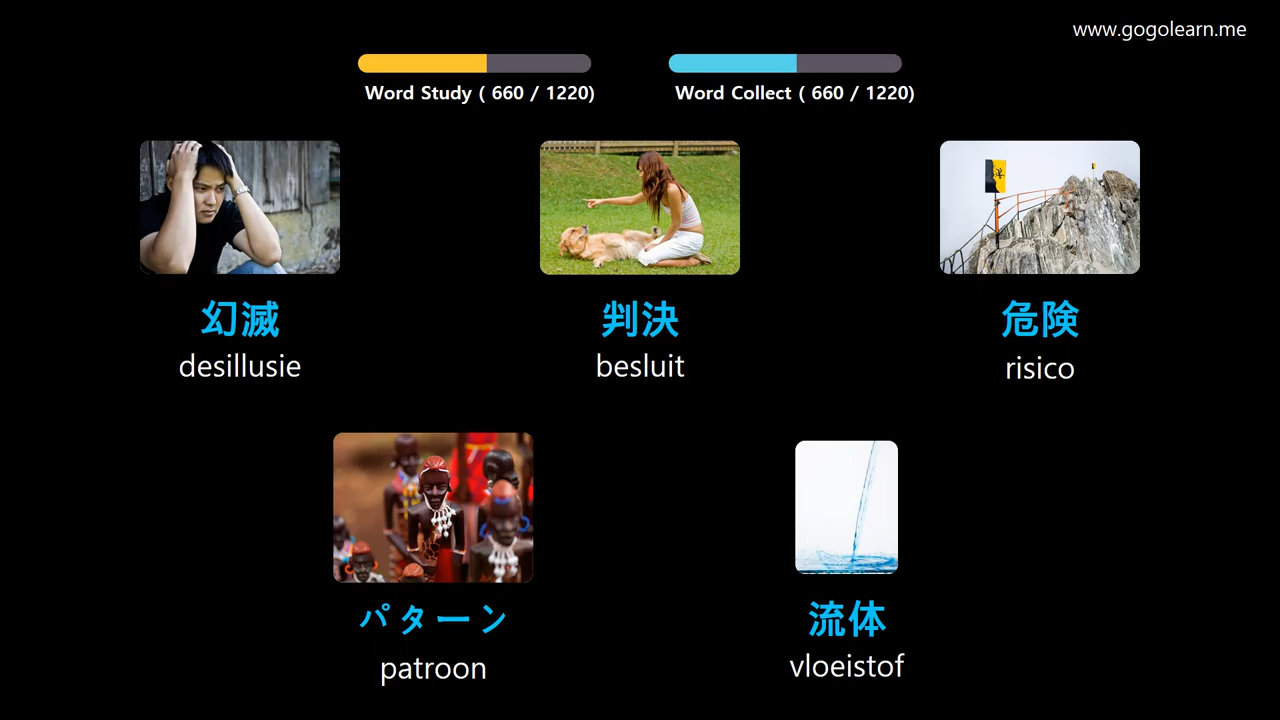 www.gogolearn.me
Word Study ( 660 / 1220)
Word Collect ( 660 / 1220)
幻滅
desillusie
判決
besluit
危険
risico
パターン
patroon
流体
vloeistof